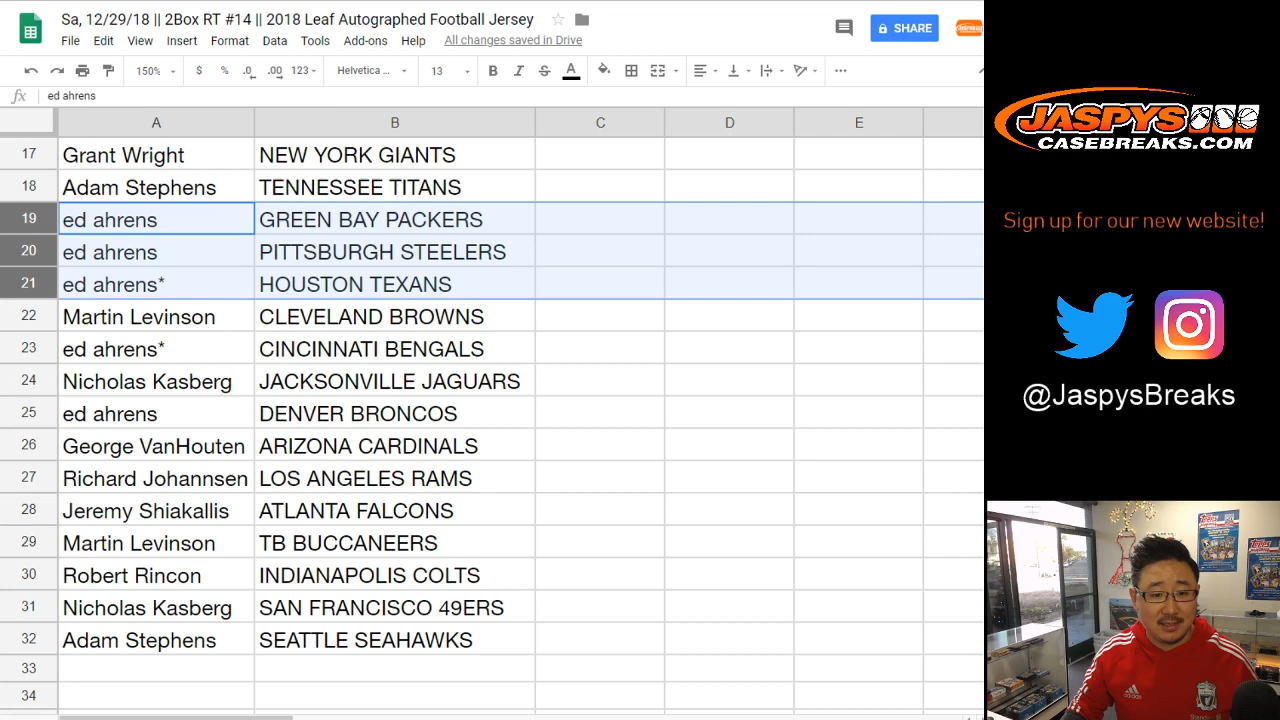 Sa, 12/29/18 || 2Box RT #14 || 2018 Leaf Autographed Football Jersey
SHARE
File Edit View Insert Format Data Tools Add-ons Help All changes saved in Drive
150% $ % .0 .00 123 Helvetica ... 13 B I S A
fx ed ahrens
A B C D E
17 Grant Wright NEW YORK GIANTS
18 Adam Stephens TENNESSEE TITANS
19 ed ahrens GREEN BAY PACKERS
20 ed ahrens PITTSBURGH STEELERS
21 ed ahrens* HOUSTON TEXANS
22 Martin Levinson CLEVELAND BROWNS
23 ed ahrens* CINCINNATI BENGALS
24 Nicholas Kasberg JACKSONVILLE JAGUARS
25 ed ahrens DENVER BRONCOS
26 George VanHouten ARIZONA CARDINALS
27 Richard Johannsen LOS ANGELES RAMS
28 Jeremy Shiakallis ATLANTA FALCONS
29 Martin Levinson TB BUCCANEERS
30 Robert Rincon INDIANAPOLIS COLTS
31 Nicholas Kasberg SAN FRANCISCO 49ERS
32 Adam Stephens SEATTLE SEAHAWKS
33
34
JASPYS
CASEBREAKS.COM
Sign up for our new website!
@JaspysBreaks
TOPPS
TOPPS
adidas